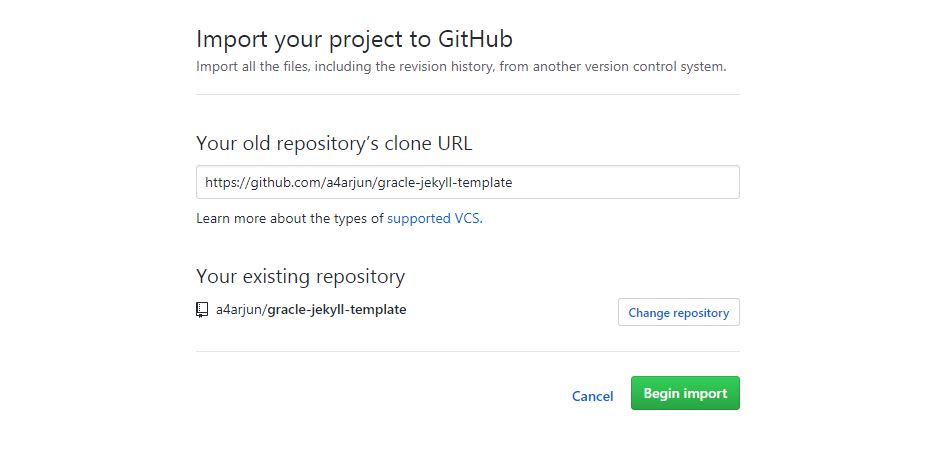 Import your project to GitHub
Import all the files, including the revision history, from another version control system.
Your old repository’s clone URL
https://github.com/a4arjun/gracle-jekyll-template
Learn more about the types of supported VCS.
Your existing repository
a4arjun/gracle-jekyll-template
Change repository
Cancel
Begin import